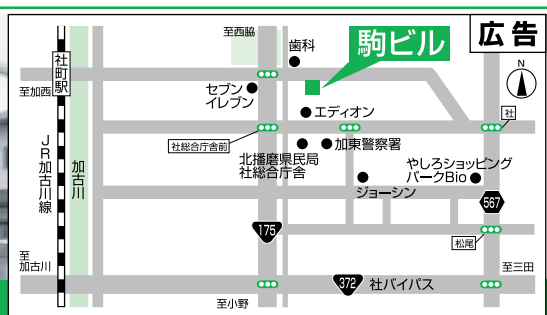 至西脇
広告
歯科
駒ビル
N
社町駅
至加西
セブン
イレブン
エディオン
社
社総合庁舎前
加東警察署
北播磨県民局
社総合庁舎
やしろショッピング
パークBio
ジョーシン
JR加古川線
加古川
567
175
松尾
至
加古川
至三田
372
社バイパス
至小野